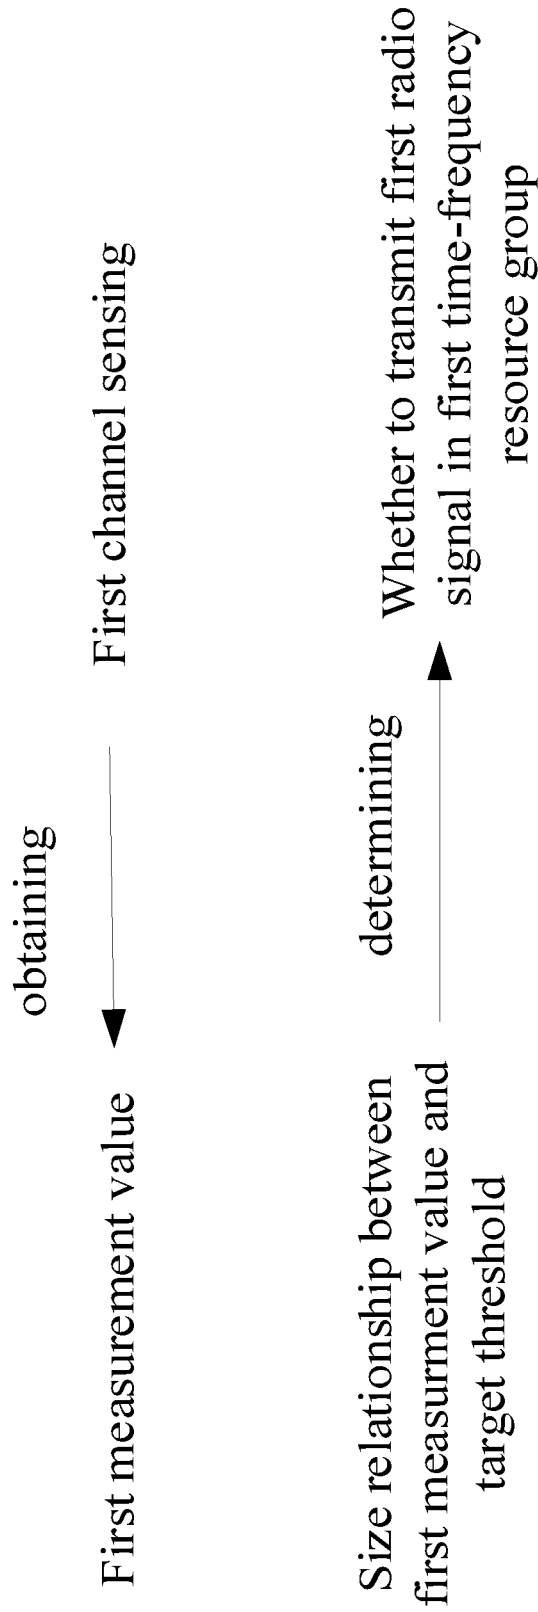 obtaining
First measurement value
First channel sensing
determining
Size relationship between
first measurment value and
target threshold
Whether to transmit first radio
signal in first time-frequency
resource group